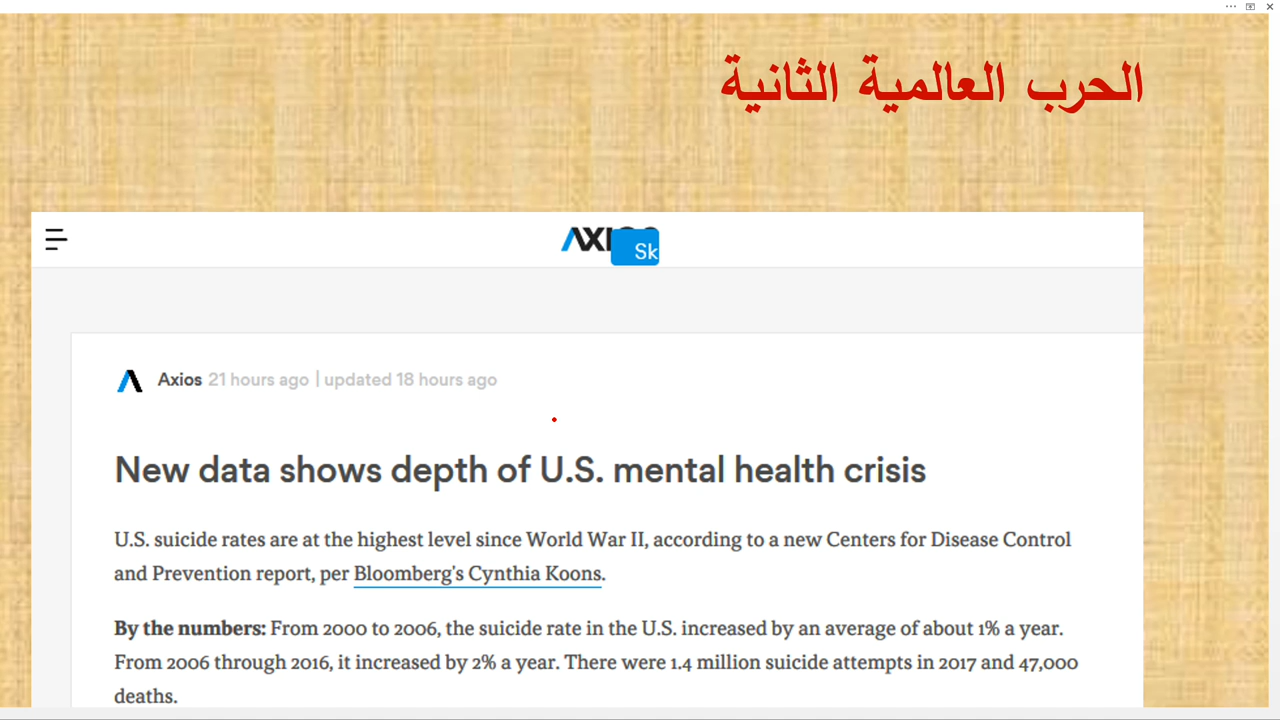 الحرب العالمية الثانية
Sk
Axios 21 hours ago | updated 18 hours ago
New data shows depth of U.S. mental health crisis
U.S. suicide rates are at the highest level since World War II, according to a new Centers for Disease Control
and Prevention report, per Bloomberg's Cynthia Koons.
By the numbers: From 2000 to 2006, the suicide rate in the U.S. increased by an average of about 1% a year.
From 2006 through 2016, it increased by 2% a year. There were 1.4 million suicide attempts in 2017 and 47,000
deaths.